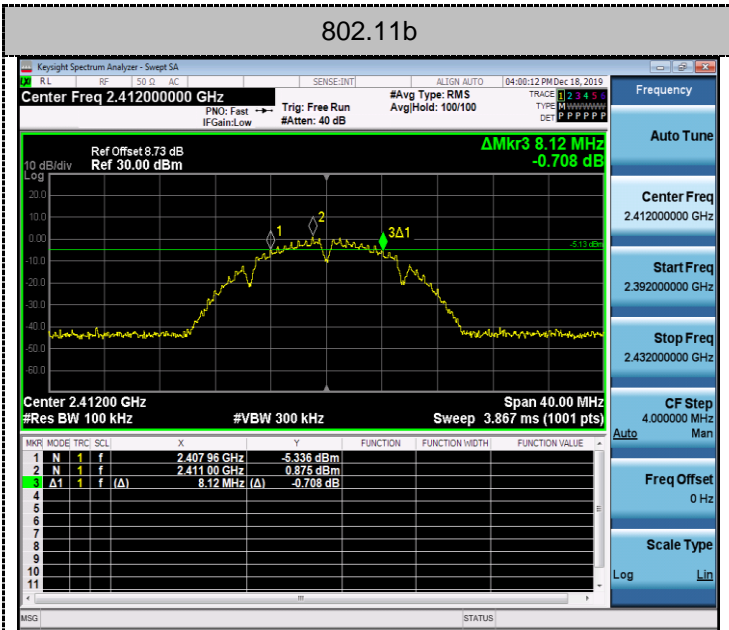 802.11b
Keysight Spectrum Analyzer - Swept SA
RL RF 50 Ω AC SENSE:INT ALIGN AUTO 04:00:12 PM Dec 18, 2019
Center Freq 2.412000000 GHz
PNO: Fast
IFGain:Low
Trig: Free Run
#Atten: 40 dB
#Avg Type: RMS
Avg|Hold: 100/100
TRACE 1 2 3 4 5 6
TYPE M WWWWW
DET P P P P P P
Frequency
Auto Tune
Center Freq
2.412000000 GHz
Start Freq
2.392000000 GHz
Stop Freq
2.432000000 GHz
CF Step
4.000000 MHz
Auto Man
Freq Offset
0 Hz
Scale Type
Log Lin
ΔMkr3 8.12 MHz
-0.708 dB
Ref Offset 8.73 dB
10 dB/div Ref 30.00 dBm
Log
20.0
10.0
0.00
-10.0
-20.0
-30.0
-40.0
-50.0
-60.0
1
2
3Δ1
-5.13 dBm
Center 2.41200 GHz Span 40.00 MHz
#Res BW 100 kHz #VBW 300 kHz Sweep 3.867 ms (1001 pts)
MKR MODE TRC SCL X Y FUNCTION FUNCTION WIDTH FUNCTION VALUE
1 N 1 f 2.407 96 GHz -5.336 dBm
2 N 1 f 2.411 00 GHz 0.875 dBm
3 Δ1 1 f (Δ) 8.12 MHz (Δ) -0.708 dB
4
5
6
7
8
9
10
11
MSG STATUS